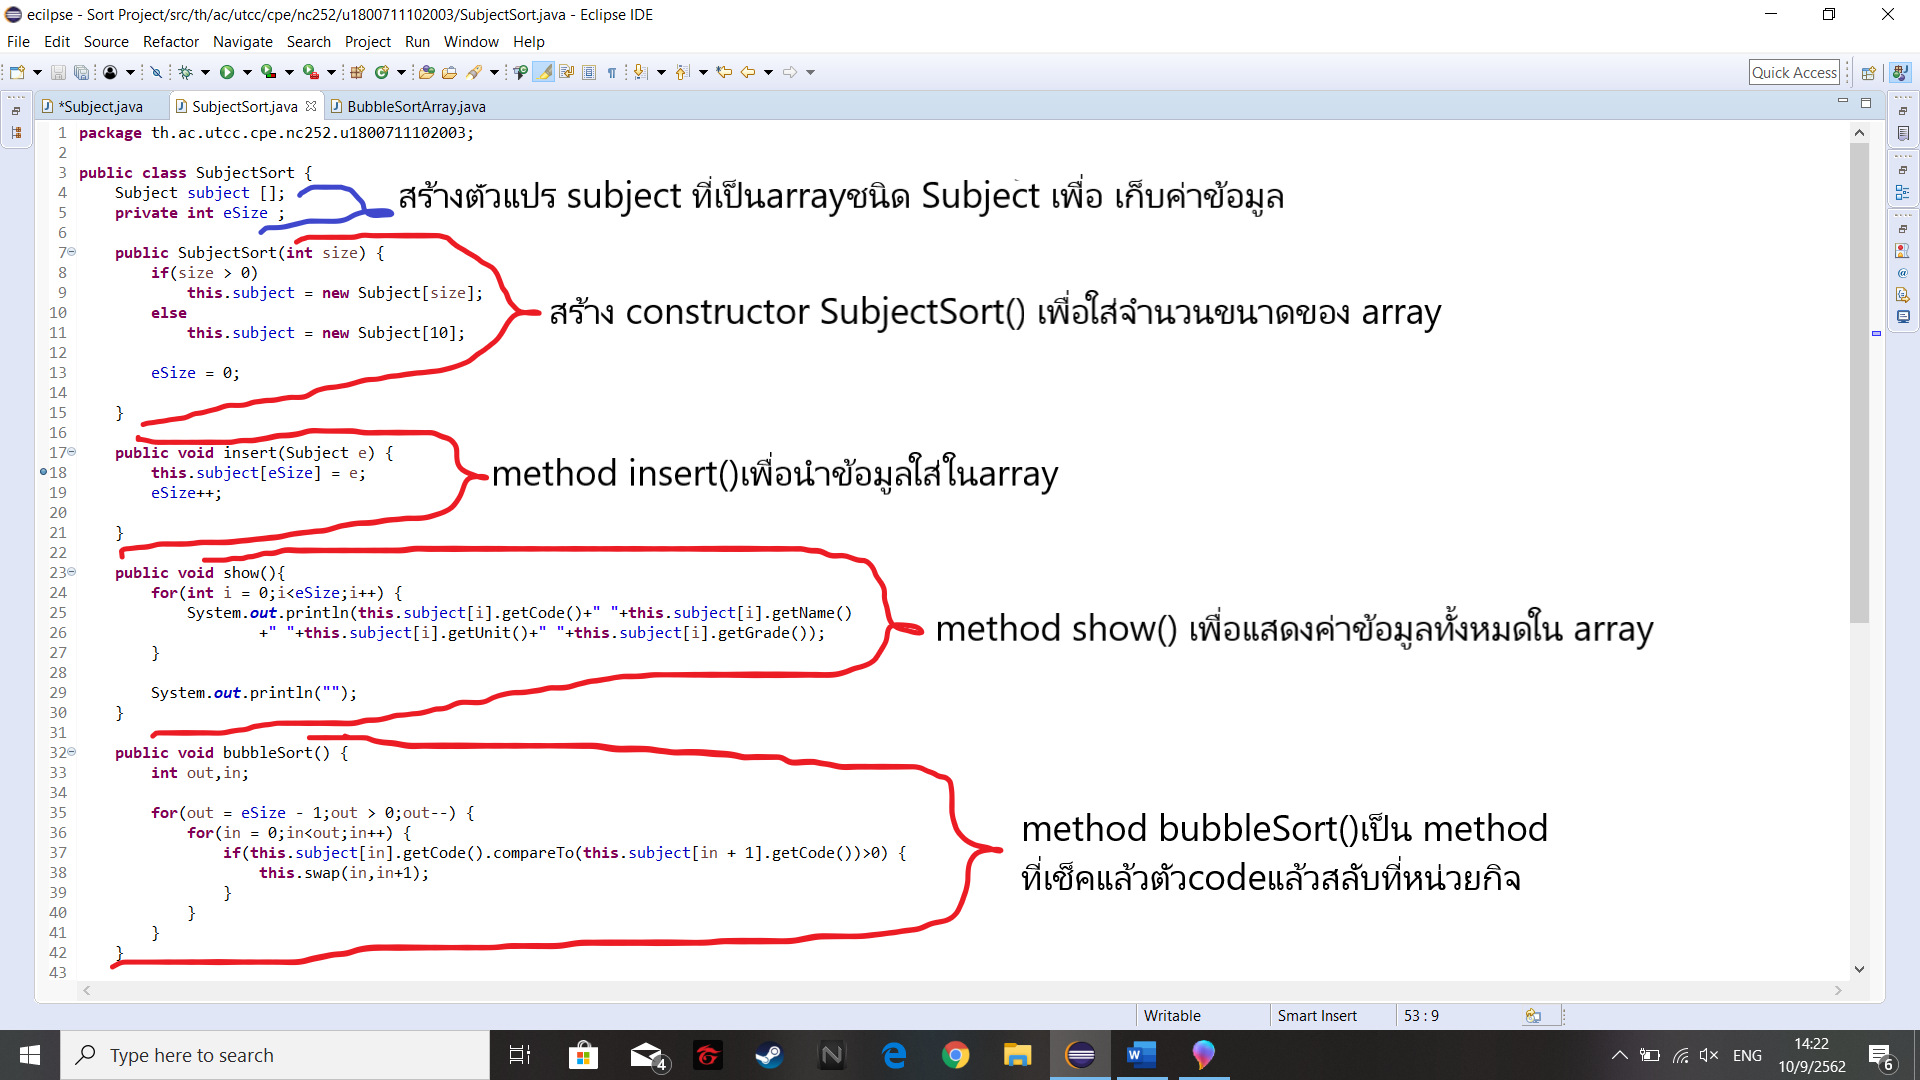 ecilpse - Sort Project/src/th/ac/utcc/cpe/nc252/u1800711102003/SubjectSort.java - Eclipse IDE
File Edit Source Refactor Navigate Search Project Run Window Help
Quick Access
*Subject.java SubjectSort.java BubbleSortArray.java
1 package th.ac.utcc.cpe.nc252.u1800711102003;
2
3 public class SubjectSort {
4 Subject subject [];
5 private int eSize ;
สร้างตัวแปร subject ที่เป็นarrayชนิด Subject เพื่อ เก็บค่าข้อมูล
6
7 public SubjectSort(int size) {
8 if(size > 0)
9 this.subject = new Subject[size];
10 else
11 this.subject = new Subject[10];
12
13 eSize = 0;
14
15 }
สร้าง constructor SubjectSort() เพื่อใส่จำนวนขนาดของ array
16
17 public void insert(Subject e) {
18 this.subject[eSize] = e;
19 eSize++;
20
21 }
method insert()เพื่อนำข้อมูลใส่ในarray
22
23 public void show(){
24 for(int i = 0;i<eSize;i++) {
25 System.out.println(this.subject[i].getCode()+" "+this.subject[i].getName()
26 +" "+this.subject[i].getUnit()+" "+this.subject[i].getGrade());
27 }
28
29 System.out.println("");
30 }
method show() เพื่อแสดงค่าข้อมูลทั้งหมดใน array
31
32 public void bubbleSort() {
33 int out,in;
34
35 for(out = eSize - 1;out > 0;out--) {
36 for(in = 0;in<out;in++) {
37 if(this.subject[in].getCode().compareTo(this.subject[in + 1].getCode())>0) {
38 this.swap(in,in+1);
39 }
40 }
41 }
42 }
43
method bubbleSort()เป็น method
ที่เช็คแล้วตัวcodeแล้วสลับที่หน่วยกิจ
Writable Smart Insert 53 : 9
Type here to search
4
ENG
14:22
10/9/2562
6